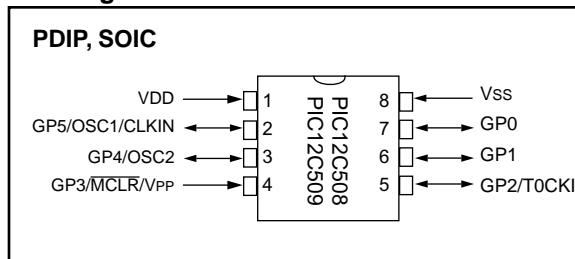 PDIP, SOIC
VDD
GP5/OSC1/CLKIN
GP4/OSC2
GP3/MCLR/VPP
1
2
3
4
PIC12C508
PIC12C509
8
7
6
5
VSS
GP0
GP1
GP2/T0CKI